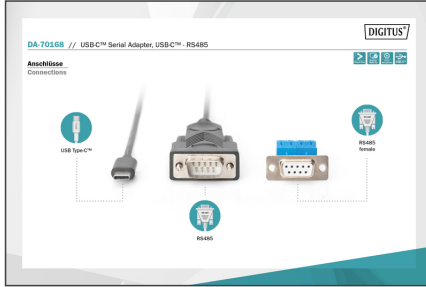 DIGITUS®
DA-70168 // USB-C™ Serial Adapter, USB-C™ - RS485
Anschlüsse
Connections
USB Type-C™
RS485
female
RS485